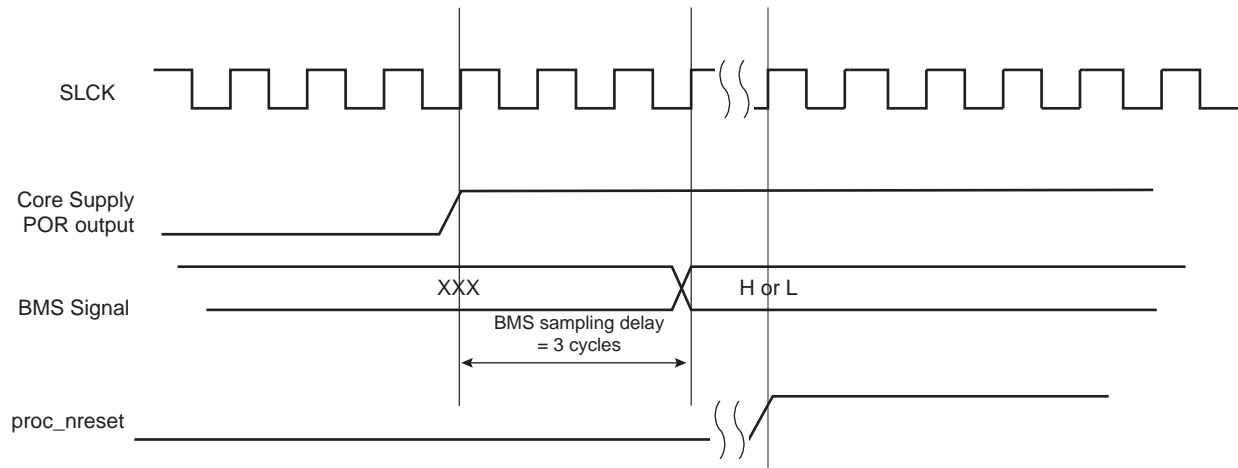 SLCK
Core Supply
POR output
BMS Signal
XXX
H or L
BMS sampling delay
= 3 cycles
proc_nreset